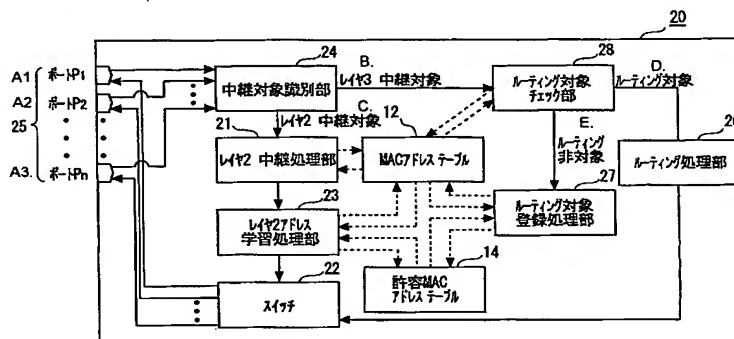 20
24
28
A1
ポートP1
中継対象識別部
B.
レイヤ3 中継対象
ルーティング対象
チェック部
D.
ルーティング対象
A2
ポートP2
25
21
C.
レイヤ2 中継対象
12
E.
ルーティング
非対象
26
レイヤ2 中継処理部
MACアドレス テーブル
ルーティング処理部
A3.
ポートPn
23
27
レイヤ2アドレス
学習処理部
ルーティング対象
登録処理部
14
22
許容MAC
アドレス テーブル
スイッチ